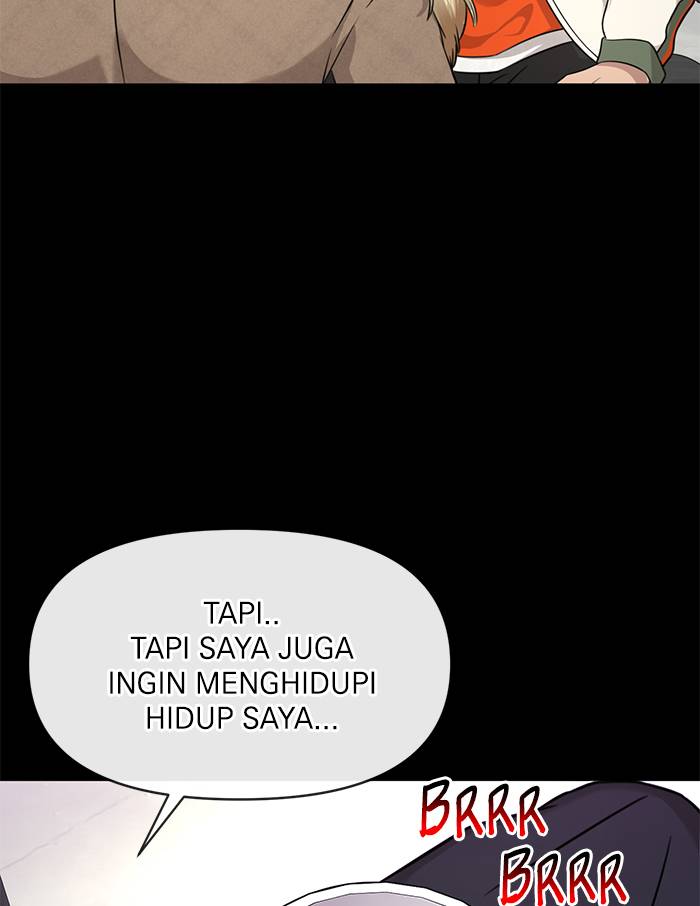 TAPI..
TAPI SAYA JUGA
INGIN MENGHIDUPI
HIDUP SAYA...
BRRR
BRRR